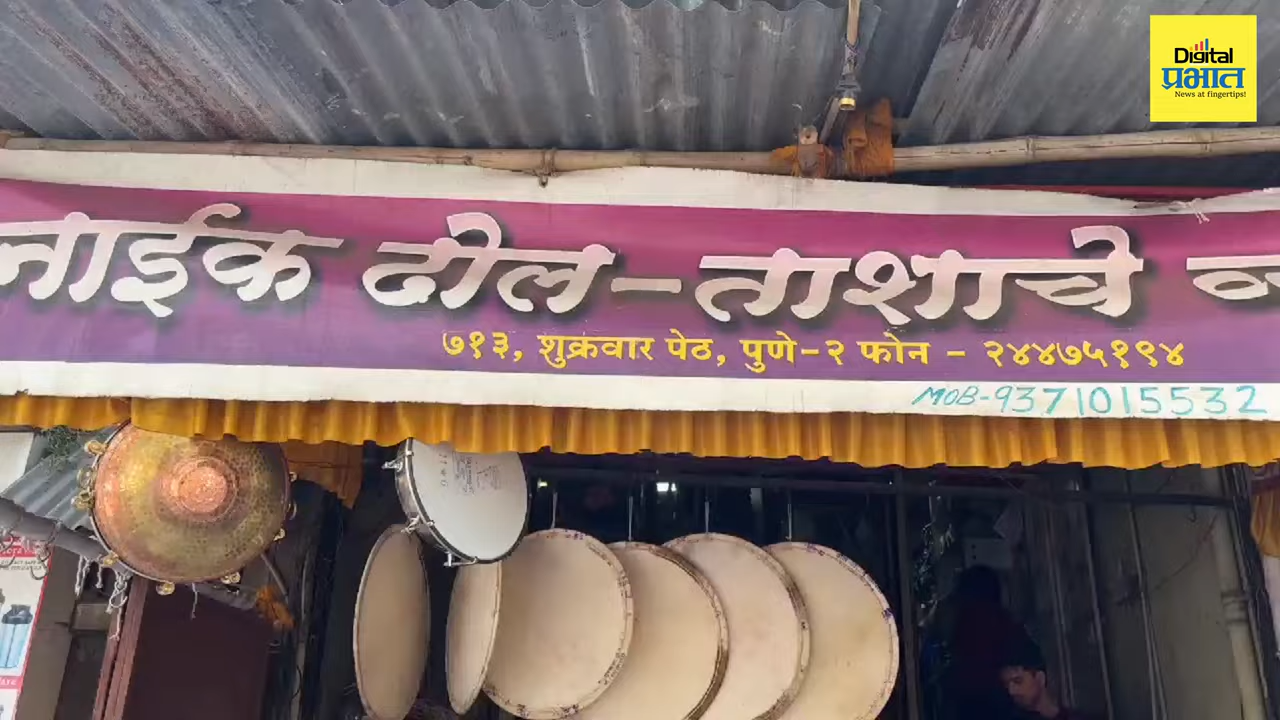 Digital
प्रभात
News at fingertips!
नाईक ढोल-ताशाचे
७१३, शुक्रवार पेठ, पुणे-२ फोन - २४४७५१९४
MOB-9371015532